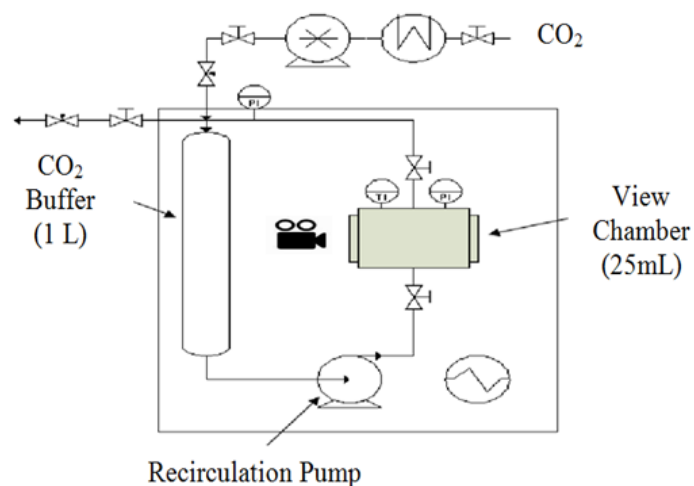 CO₂
PI
CO₂
Buffer
(1 L)
TI
PI
View
Chamber
(25mL)
Recirculation Pump